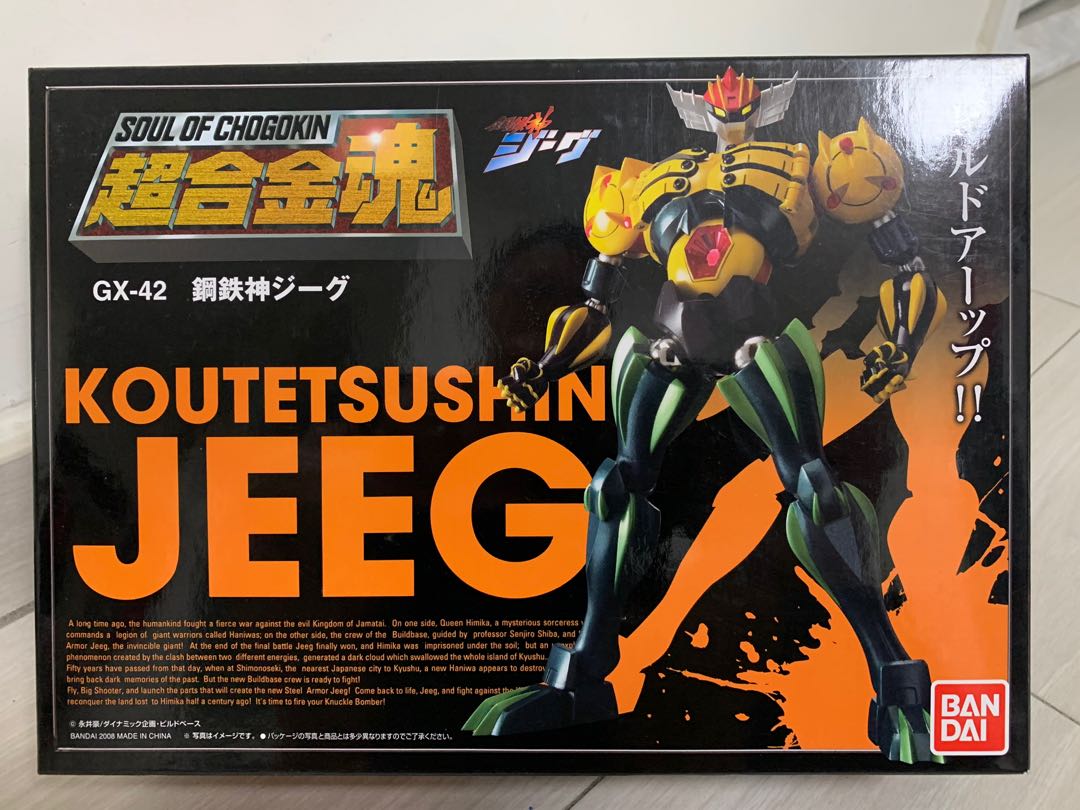 SOUL OF CHOGOKIN
超合金魂
鋼鉄神
ジーグ
GX-42 鋼鉄神ジーグ
ルドアーップ!!
KOUTETSUSHIN
JEEG
A long time ago, the humankind fought a fierce war against the evil Kingdom of Jamatai. On one side, Queen Himika, a mysterious sorceress
commands a legion of giant warriors called Haniwas; on the other side, the crew of the Buildbase, guided by professor Senjiro Shiba, and
Armor Jeeg, the invincible giant! At the end of the final battle Jeeg finally won, and Himika was imprisoned under the soil; but an
phenomenon created by the clash between two different energies, generated a dark cloud which swallowed the whole island of Kyushu.
Fifty years have passed from that day, when at Shimonoseki, the nearest Japanese city to Kyushu, a new Haniwa appears to destroy
bring back dark memories of the past. But the new Buildbase crew is ready to fight!
Fly, Big Shooter, and launch the parts that will create the new Steel Armor Jeeg! Come back to life, Jeeg, and fight against the
reconquer the land lost to Himika half a century ago! It's time to fire your Knuckle Bomber!
© 永井豪/ダイナミック企画・ビルドベース
BANDAI 2008 MADE IN CHINA ※ 写真はイメージです。 ● パッケージの写真と商品とは多少異なりますのでご了承ください。
BAN
DAI